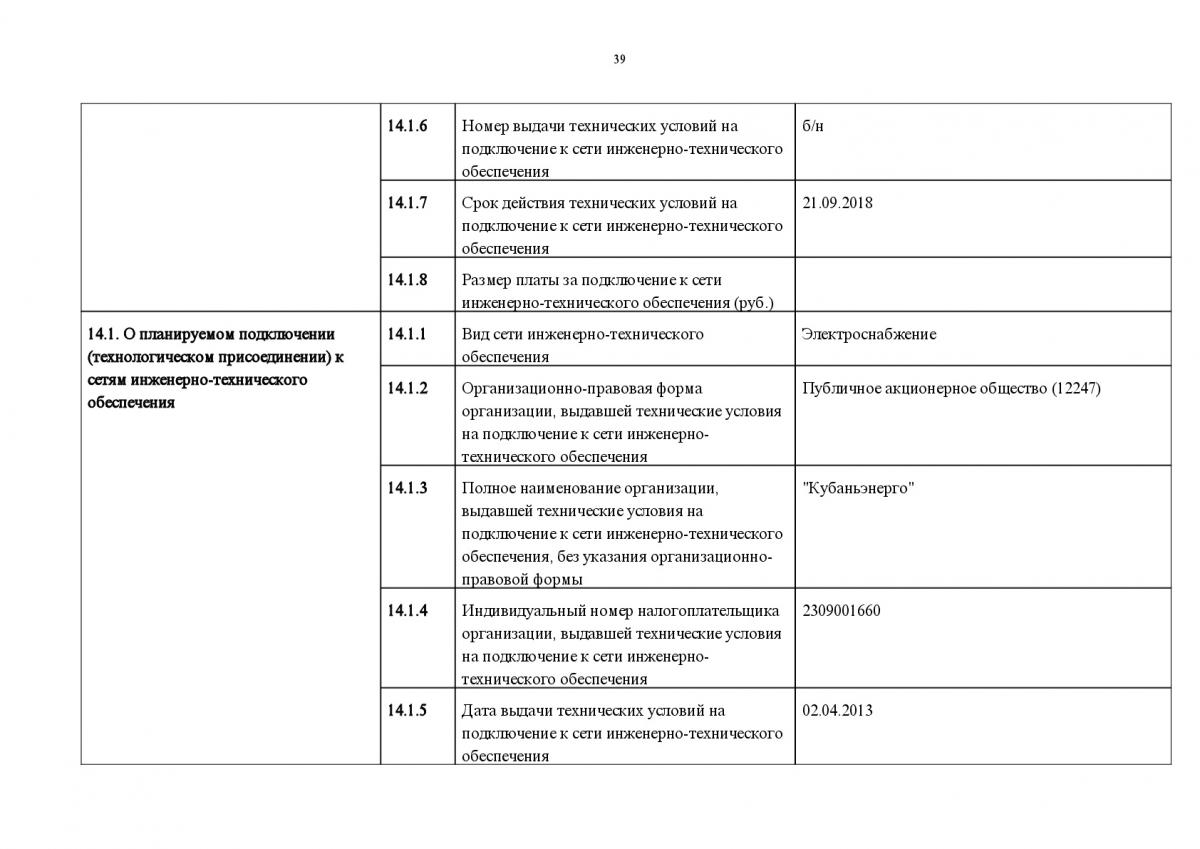 39
14.1.6
Номер выдачи технических условий на
подключение к сети инженерно-технического
обеспечения
б/н
14.1.7
Срок действия технических условий на
подключение к сети инженерно-технического
обеспечения
21.09.2018
14.1.8
Размер платы за подключение к сети
инженерно-технического обеспечения (руб.)
14.1. О планируемом подключении
(технологическом присоединении) к
сетям инженерно-технического
обеспечения
14.1.1
Вид сети инженерно-технического
обеспечения
Электроснабжение
14.1.2
Организационно-правовая форма
организации, выдавшей технические условия
на подключение к сети инженерно-
технического обеспечения
Публичное акционерное общество (12247)
14.1.3
Полное наименование организации,
выдавшей технические условия на
подключение к сети инженерно-технического
обеспечения, без указания организационно-
правовой формы
"Кубаньэнерго"
14.1.4
Индивидуальный номер налогоплательщика
организации, выдавшей технические условия
на подключение к сети инженерно-
технического обеспечения
2309001660
14.1.5
Дата выдачи технических условий на
подключение к сети инженерно-технического
обеспечения
02.04.2013